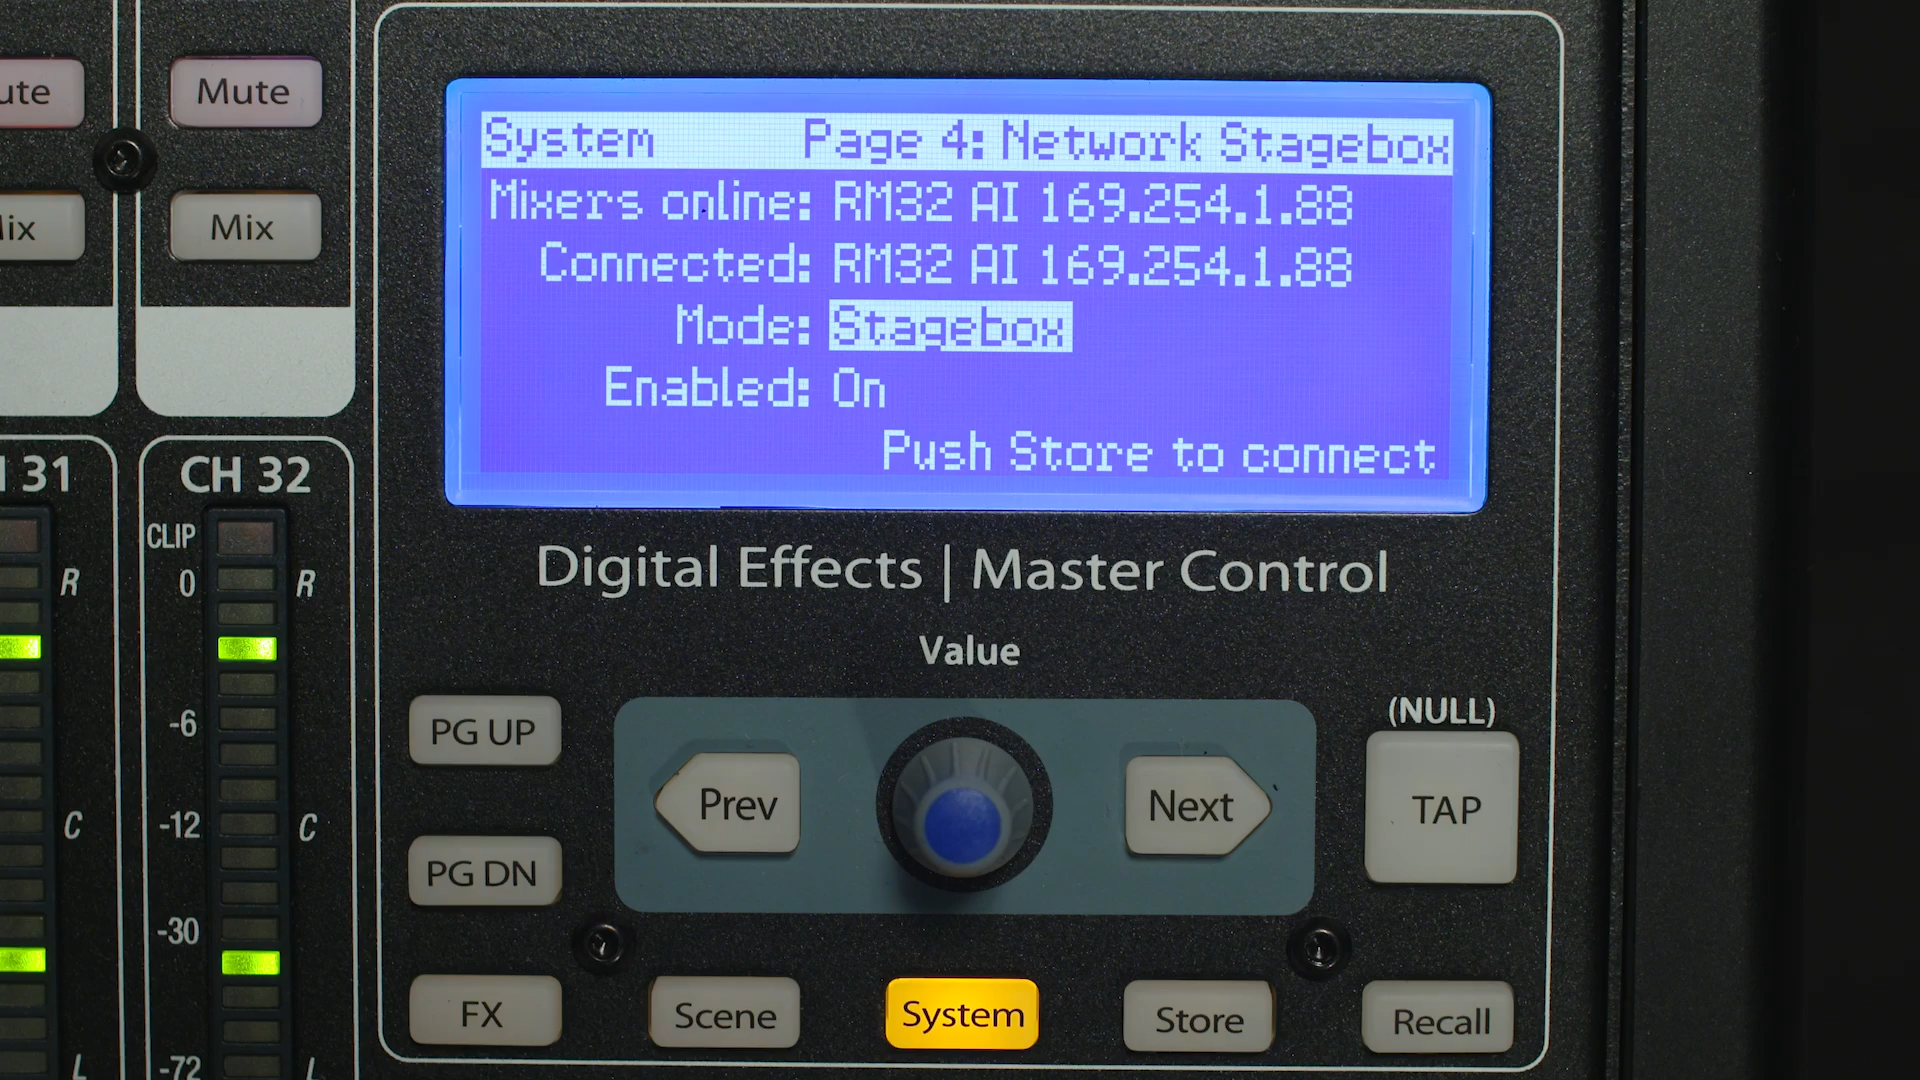 ute
Mute
ix
Mix
System Page 4: Network Stagebox
Mixers online: RM32 AI 169.254.1.88
Connected: RM32 AI 169.254.1.88
Mode: Stagebox
Enabled: On
Push Store to connect
31
CH 32
CLIP
0
R
R
-6
-12
C
C
-30
-72
L
L
Digital Effects | Master Control
Value
(NULL)
PG UP
Prev
Next
TAP
PG DN
FX
Scene
System
Store
Recall